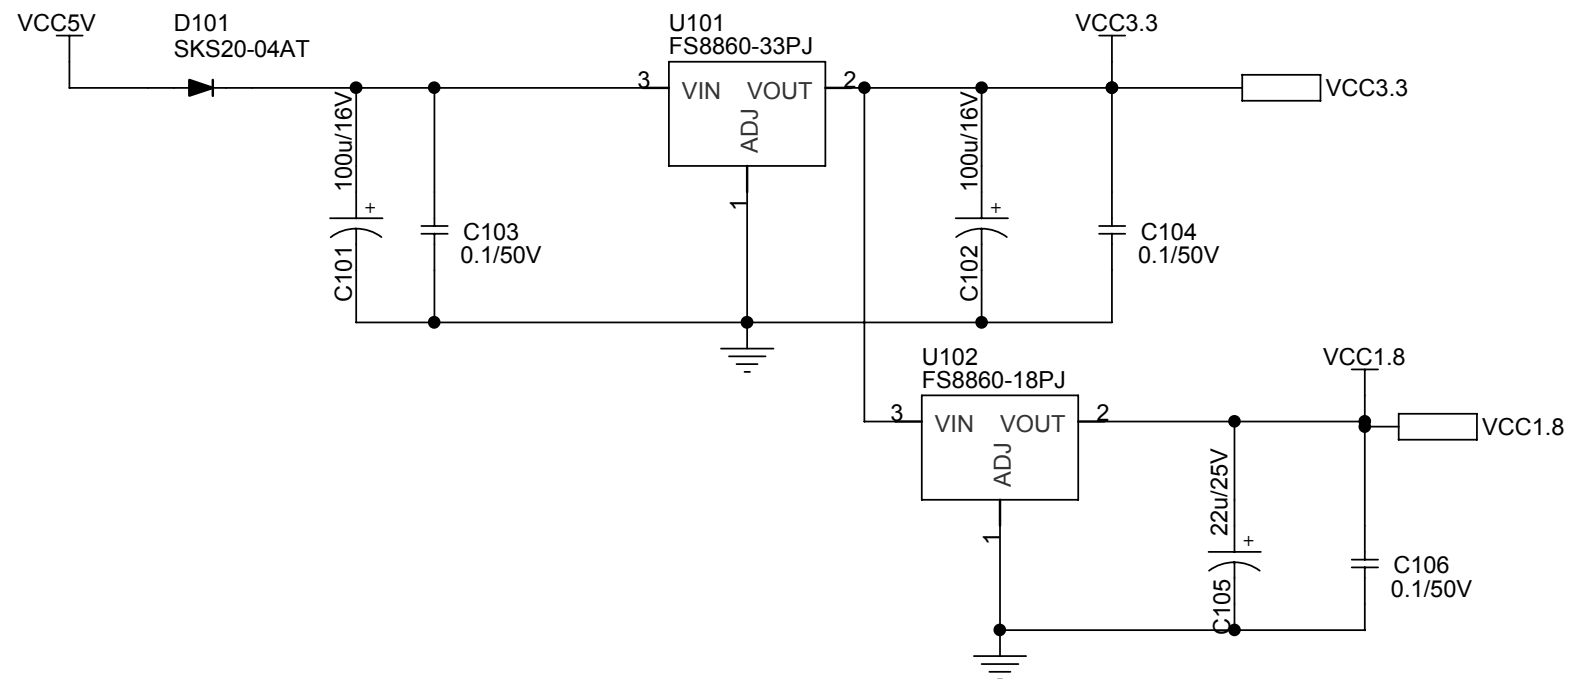 VCC5V
D101
SKS20-04AT
U101
FS8860-33PJ
VCC3.3
3
VIN
VOUT
2
ADJ
1
VCC3.3
100u/16V
+
C101
C103
0.1/50V
100u/16V
+
C102
C104
0.1/50V
U102
FS8860-18PJ
VCC1.8
3
VIN
VOUT
2
ADJ
1
VCC1.8
22u/25V
+
C105
C106
0.1/50V